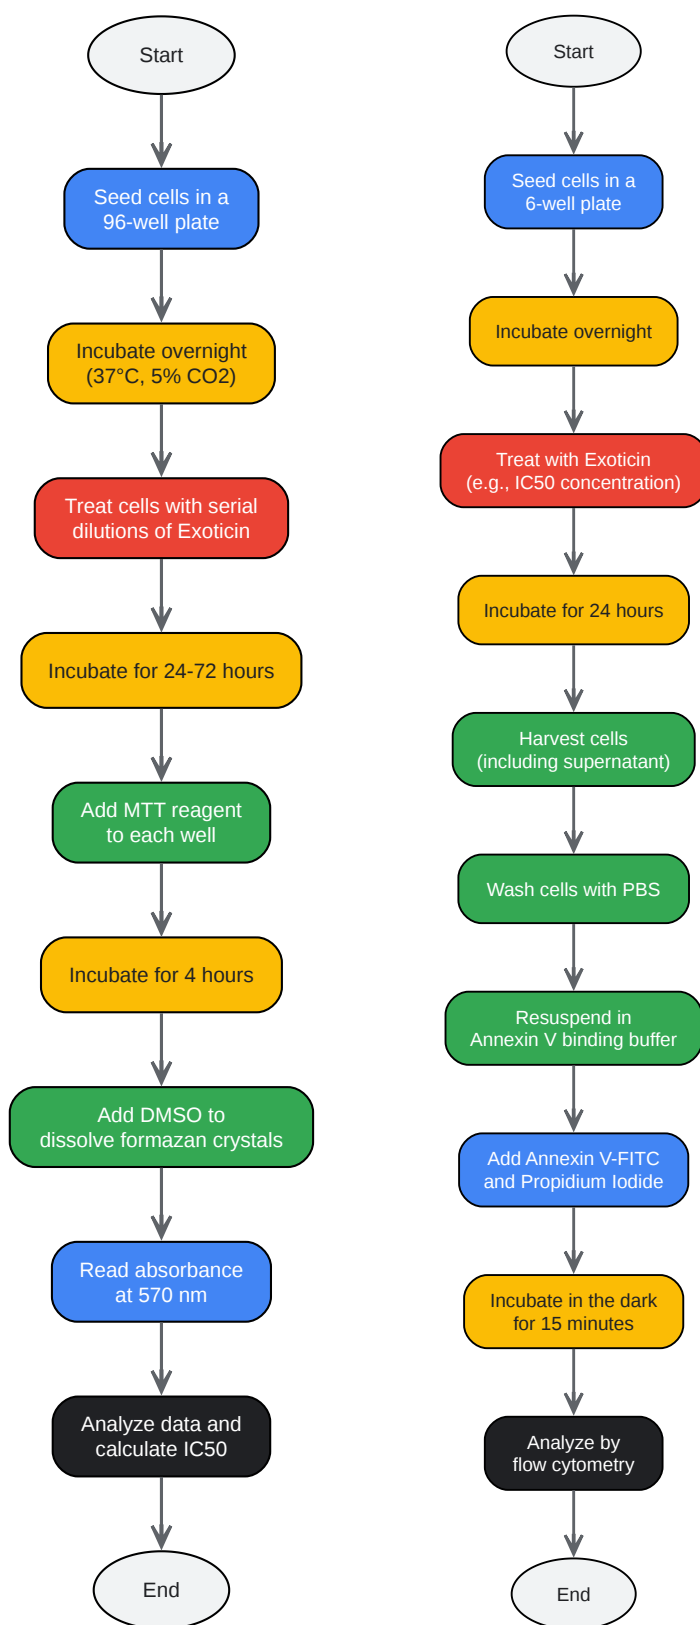 Start
Seed cells in a
96-well plate
Incubate overnight
(37°C, 5% CO2)
Treat cells with serial
dilutions of Exoticin
Incubate for 24-72 hours
Add MTT reagent
to each well
Incubate for 4 hours
Add DMSO to
dissolve formazan crystals
Read absorbance
at 570 nm
Analyze data and
calculate IC50
End
Start
Seed cells in a
6-well plate
Incubate overnight
Treat with Exoticin
(e.g., IC50 concentration)
Incubate for 24 hours
Harvest cells
(including supernatant)
Wash cells with PBS
Resuspend in
Annexin V binding buffer
Add Annexin V-FITC
and Propidium Iodide
Incubate in the dark
for 15 minutes
Analyze by
flow cytometry
End